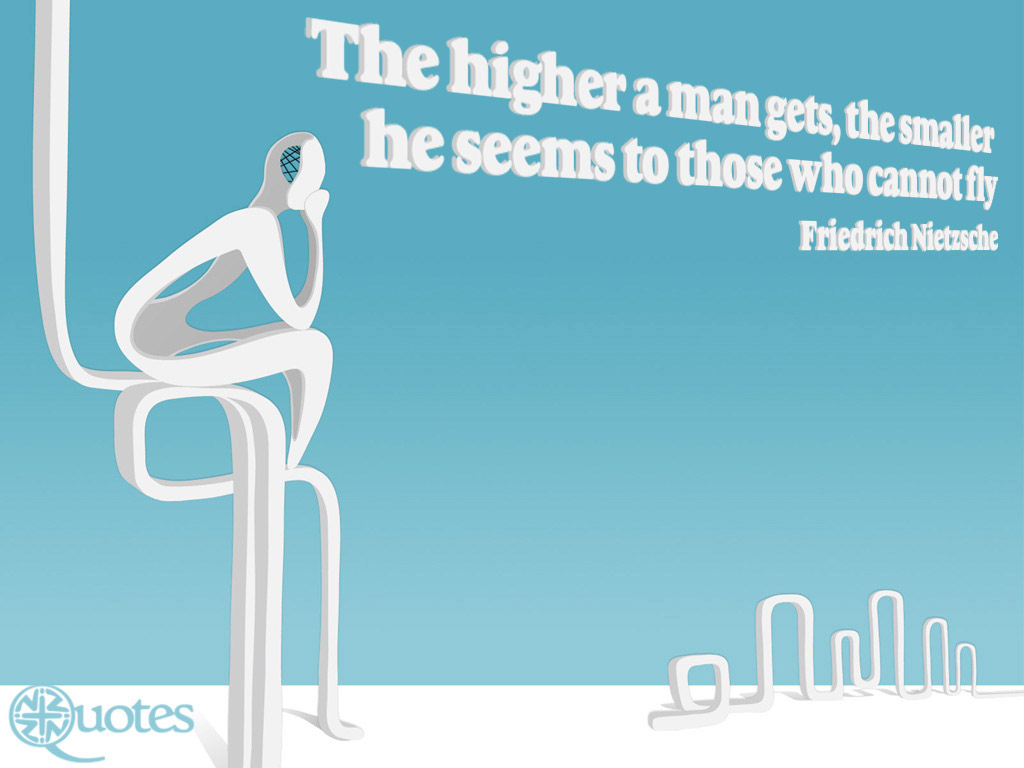 The higher a man gets, the smaller
he seems to those who cannot fly
Friedrich Nietzsche
Quotes